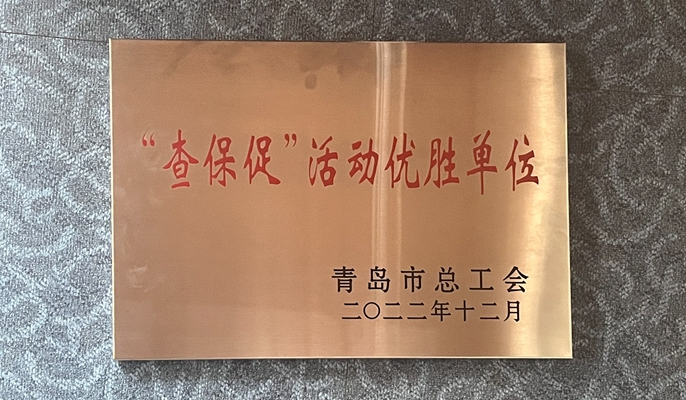 “查保促”活动优胜单位
青岛市总工会
二〇二二年十二月